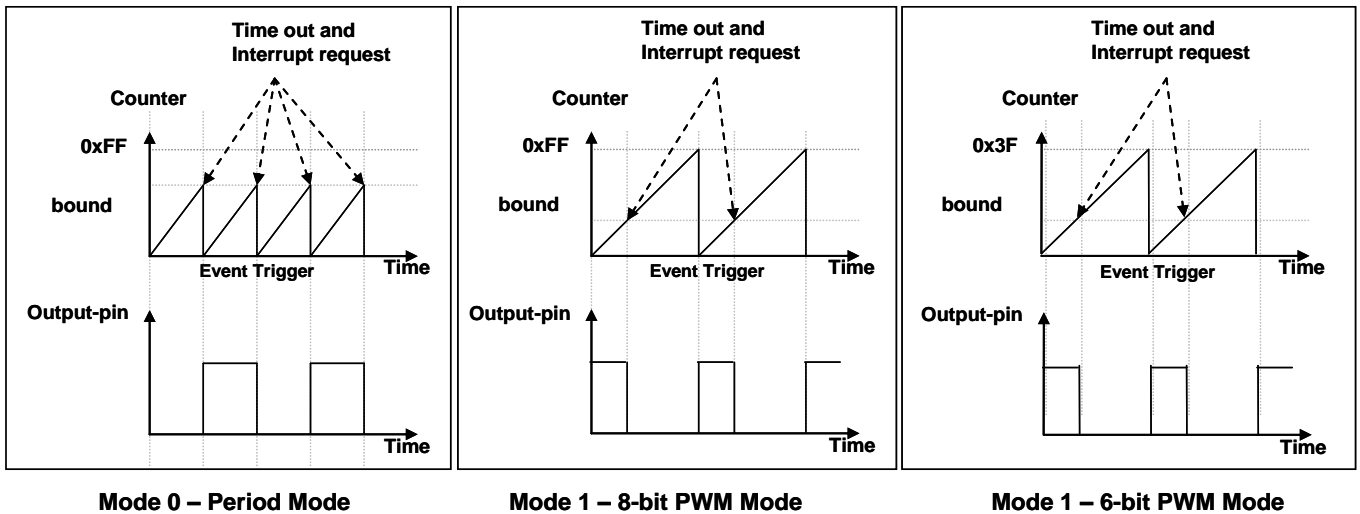 Time out and
Interrupt request
Counter
0xFF
bound
Event Trigger
Time
Output-pin
Time
Mode 0 – Period Mode
Time out and
Interrupt request
Counter
0xFF
bound
Event Trigger
Time
Output-pin
Time
Mode 1 – 8-bit PWM Mode
Time out and
Interrupt request
Counter
0x3F
bound
Event Trigger
Time
Output-pin
Time
Mode 1 – 6-bit PWM Mode